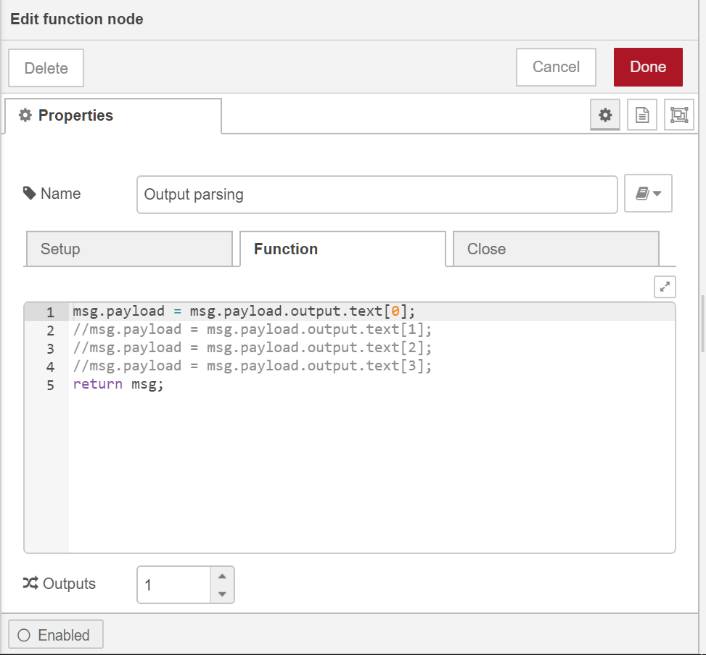 Edit function node
Delete
Cancel
Done
Properties
Name
Output parsing
Setup
Function
Close
1 msg.payload = msg.payload.output.text[0];
2 //msg.payload = msg.payload.output.text[1];
3 //msg.payload = msg.payload.output.text[2];
4 //msg.payload = msg.payload.output.text[3];
5 return msg;
Outputs
1
Enabled